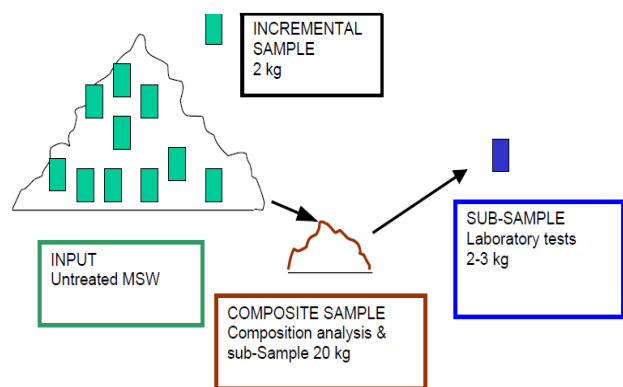 INCREMENTAL
SAMPLE
2 kg
INPUT
Untreated MSW
COMPOSITE SAMPLE
Composition analysis &
sub-Sample 20 kg
SUB-SAMPLE
Laboratory tests
2-3 kg